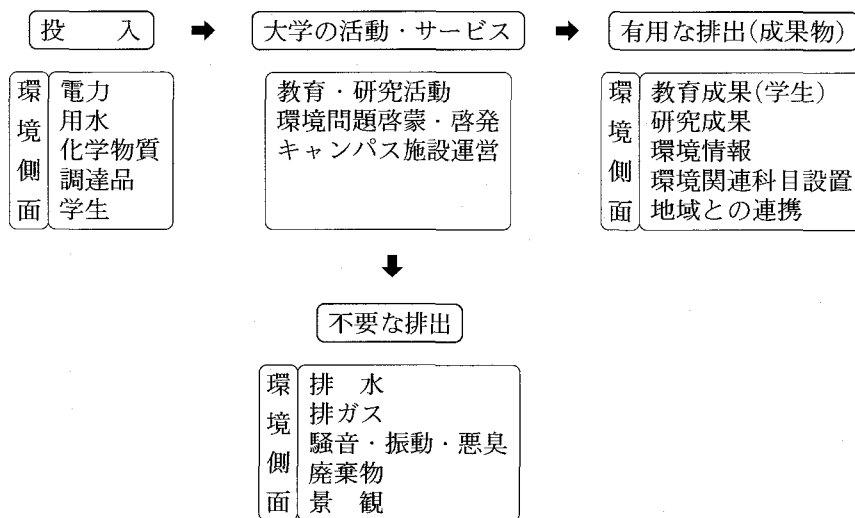 投　入 ➡ 大学の活動・サービス ➡ 有用な排出(成果物)
環境側面
電力
用水
化学物質
調達品
学生
教育・研究活動
環境問題啓蒙・啓発
キャンパス施設運営
環境側面
教育成果(学生)
研究成果
環境情報
環境関連科目設置
地域との連携
不要な排出
環境側面
排　水
排ガス
騒音・振動・悪臭
廃棄物
景　観